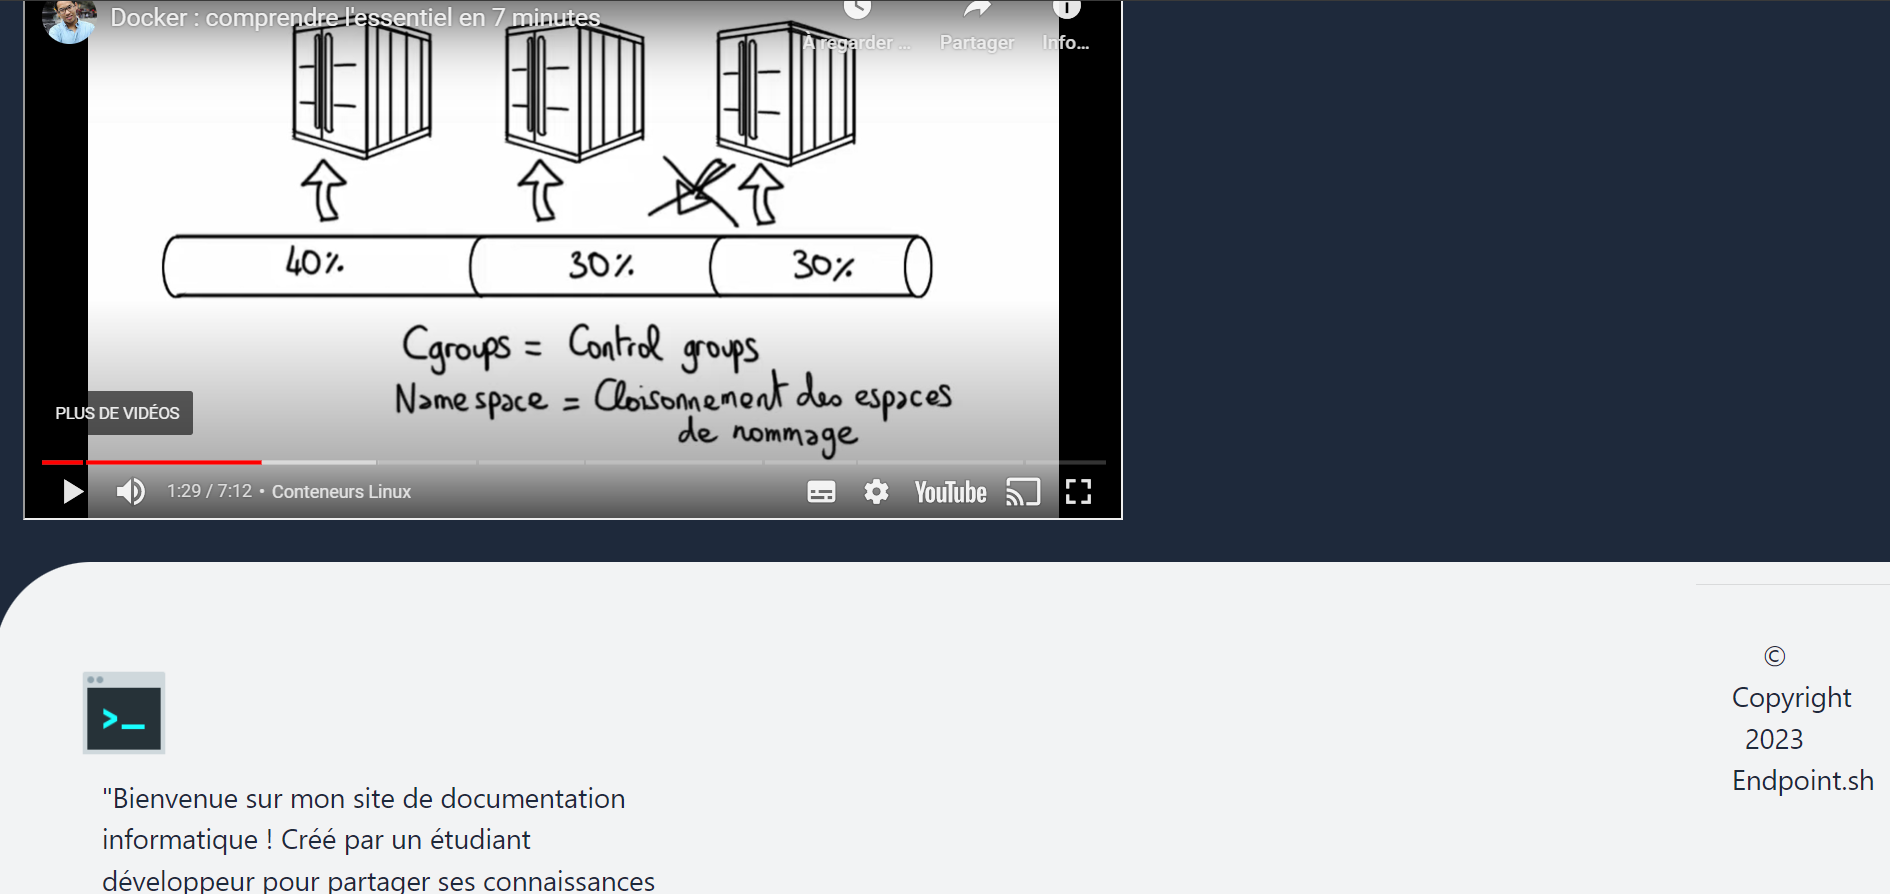 Docker : comprendre l'essentiel en 7 minutes
À regarder ...
Partager
Info...
40%
30%
30%
Cgroups = Control groups
Namespace = Cloisonnement des espaces
de nommage
PLUS DE VIDÉOS
1:29 / 7:12 • Conteneurs Linux
YouTube
>_
"Bienvenue sur mon site de documentation
informatique ! Créé par un étudiant
développeur pour partager ses connaissances
©
Copyright
2023
Endpoint.sh